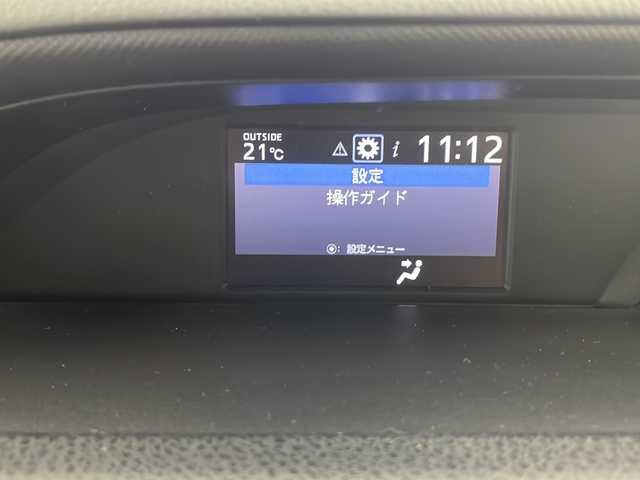 OUTSIDE
21℃ i 11:12
設定
操作ガイド
◉: 設定メニュー